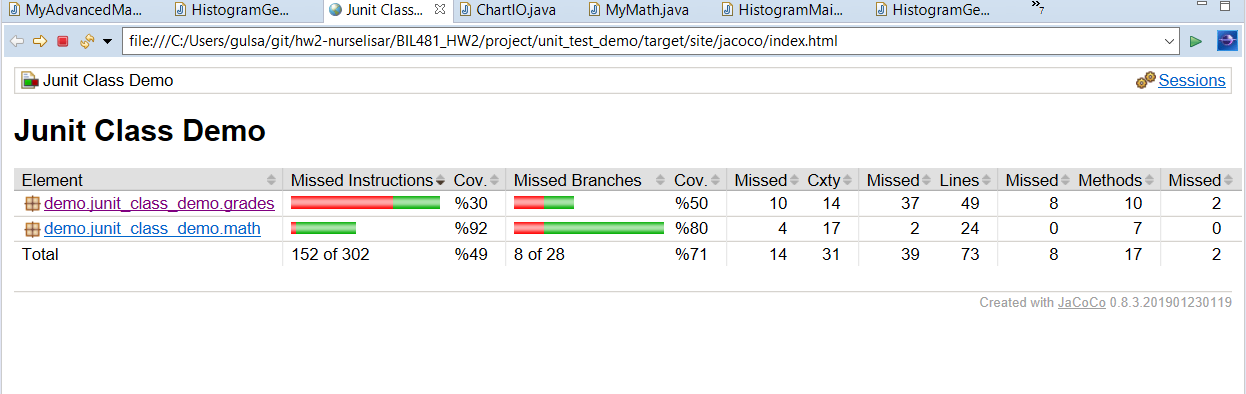 MyAdvancedMa... HistogramGe... Junit Clas... ChartIO.java MyMath.java HistogramMai... HistogramGe... »7
file:///C:/Users/gulsa/git/hw2-nurselisar/BIL481_HW2/project/unit_test_demo/target/site/jacoco/index.html
Junit Class Demo Sessions
Junit Class Demo
Element Missed Instructions Cov. Missed Branches Cov. Missed Cxty Missed Lines Missed Methods Missed
demo.junit_class_demo.grades %30 %50 10 14 37 49 8 10 2
demo.junit_class_demo.math %92 %80 4 17 2 24 0 7 0
Total 152 of 302 %49 8 of 28 %71 14 31 39 73 8 17 2
Created with JaCoCo 0.8.3.201901230119